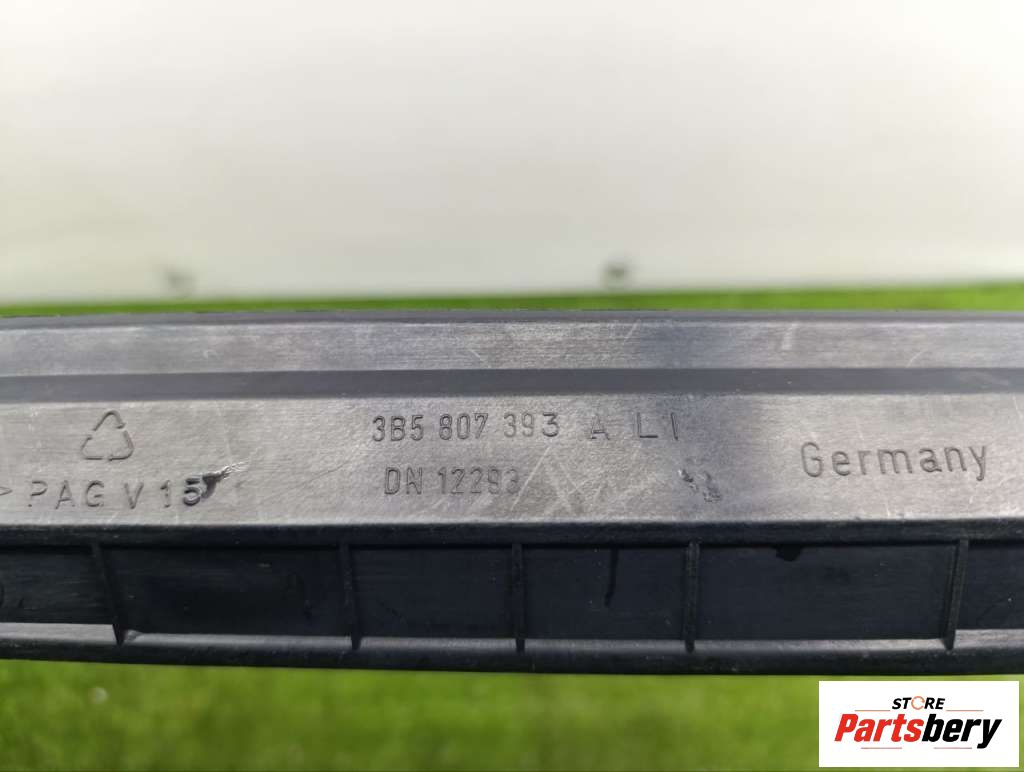 3B5 807 393 A LI
DN 12293
>PAG V 15
Germany
STORE
Partsbery